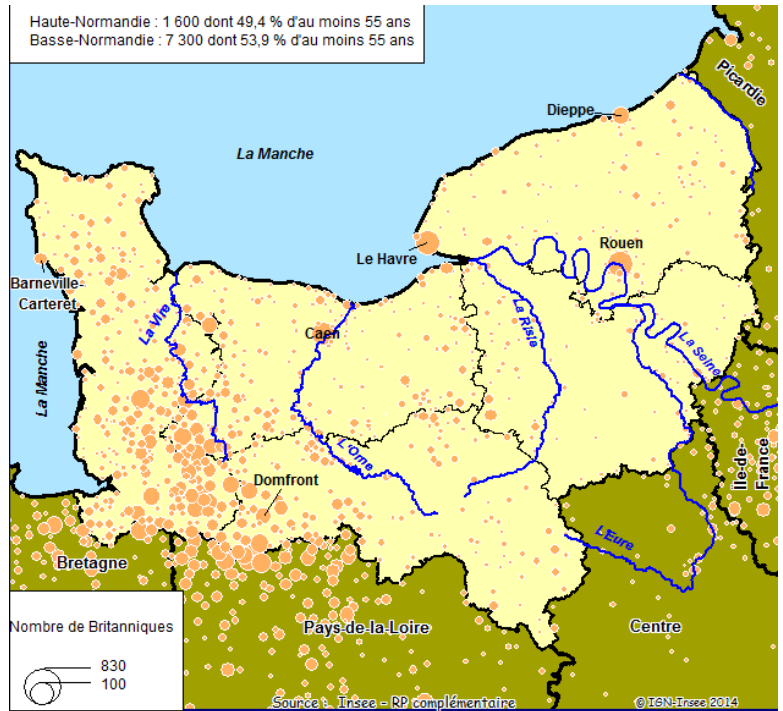 Haute-Normandie : 1 600 dont 49,4 % d'au moins 55 ans
Basse-Normandie : 7 300 dont 53,9 % d'au moins 55 ans
Picardie
Dieppe
La Manche
Le Havre
Rouen
Barneville-
Carteret
La Vire
Caen
La Risle
La Seine
La Manche
L'Orne
Domfront
Île-de-
France
L'Eure
Bretagne
Pays-de-la-Loire
Centre
Nombre de Britanniques
830
100
Source : Insee - RP complémentaire
© IGN-Insee 2014